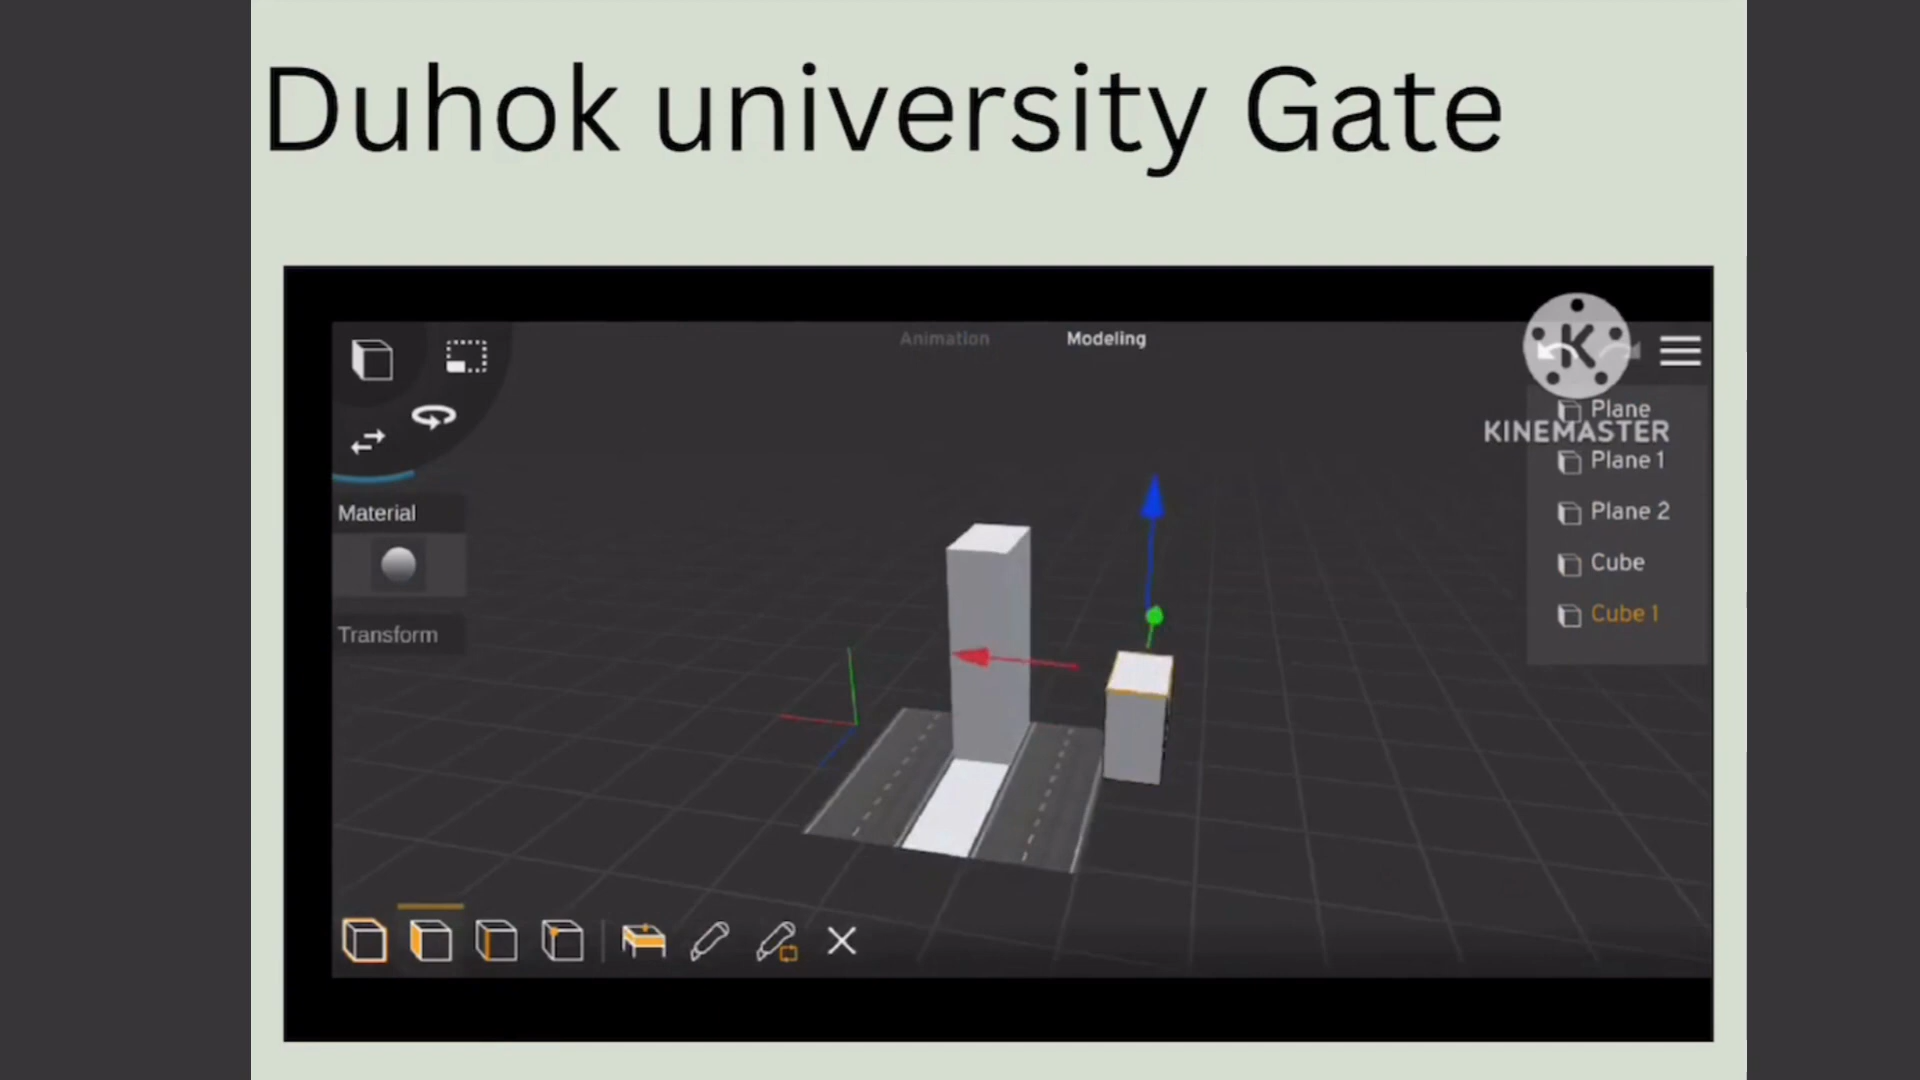 Duhok university Gate
Animation
Modeling
K
Plane
KINEMASTER
Plane 1
Plane 2
Cube
Cube 1
Material
Transform